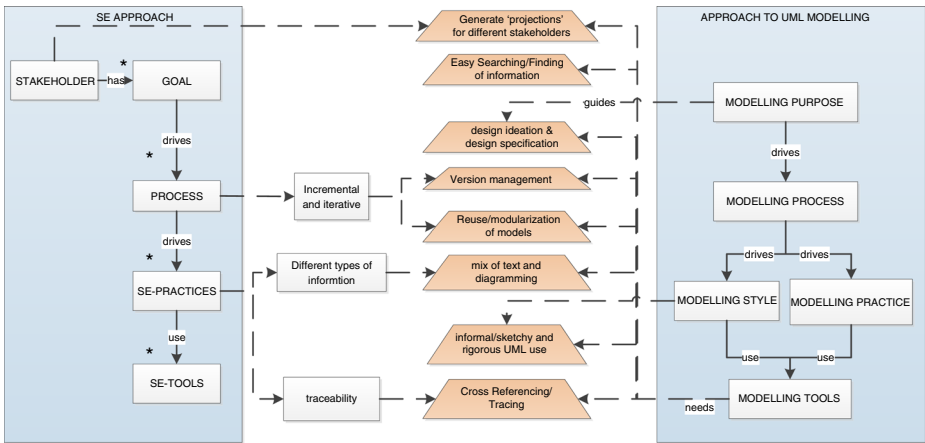 SE APPROACH
STAKEHOLDER
has
*
GOAL
drives
*
PROCESS
drives
*
SE-PRACTICES
use
*
SE-TOOLS
Incremental
and iterative
Different types of
informtion
traceability
Generate ‘projections’
for different stakeholders
Easy Searching/Finding
of information
guides
design ideation &
design specification
Version management
Reuse/modularization
of models
mix of text and
diagramming
informal/sketchy and
rigorous UML use
Cross Referencing/
Tracing
needs
APPROACH TO UML MODELLING
MODELLING PURPOSE
drives
MODELLING PROCESS
drives
drives
MODELLING STYLE
MODELLING PRACTICE
use
use
MODELLING TOOLS